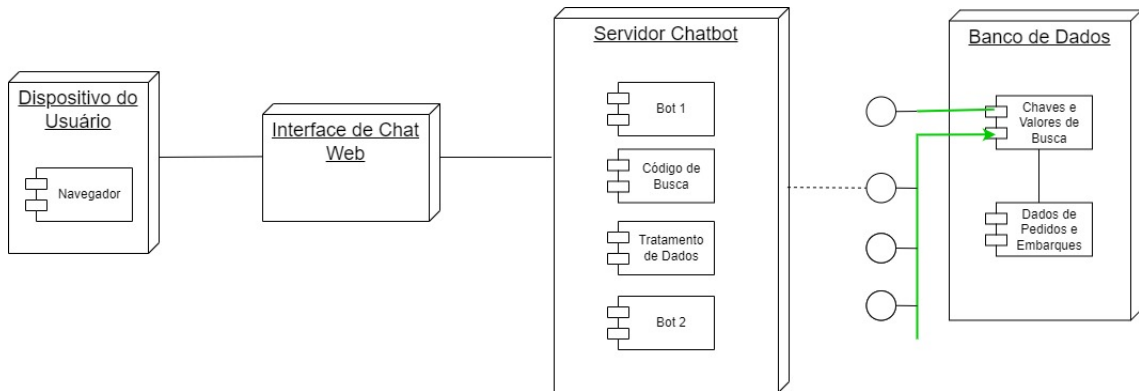 Dispositivo do
Usuário
Navegador
Interface de Chat
Web
Servidor Chatbot
Bot 1
Código de
Busca
Tratamento
de Dados
Bot 2
Banco de Dados
Chaves e
Valores de
Busca
Dados de
Pedidos e
Embarques